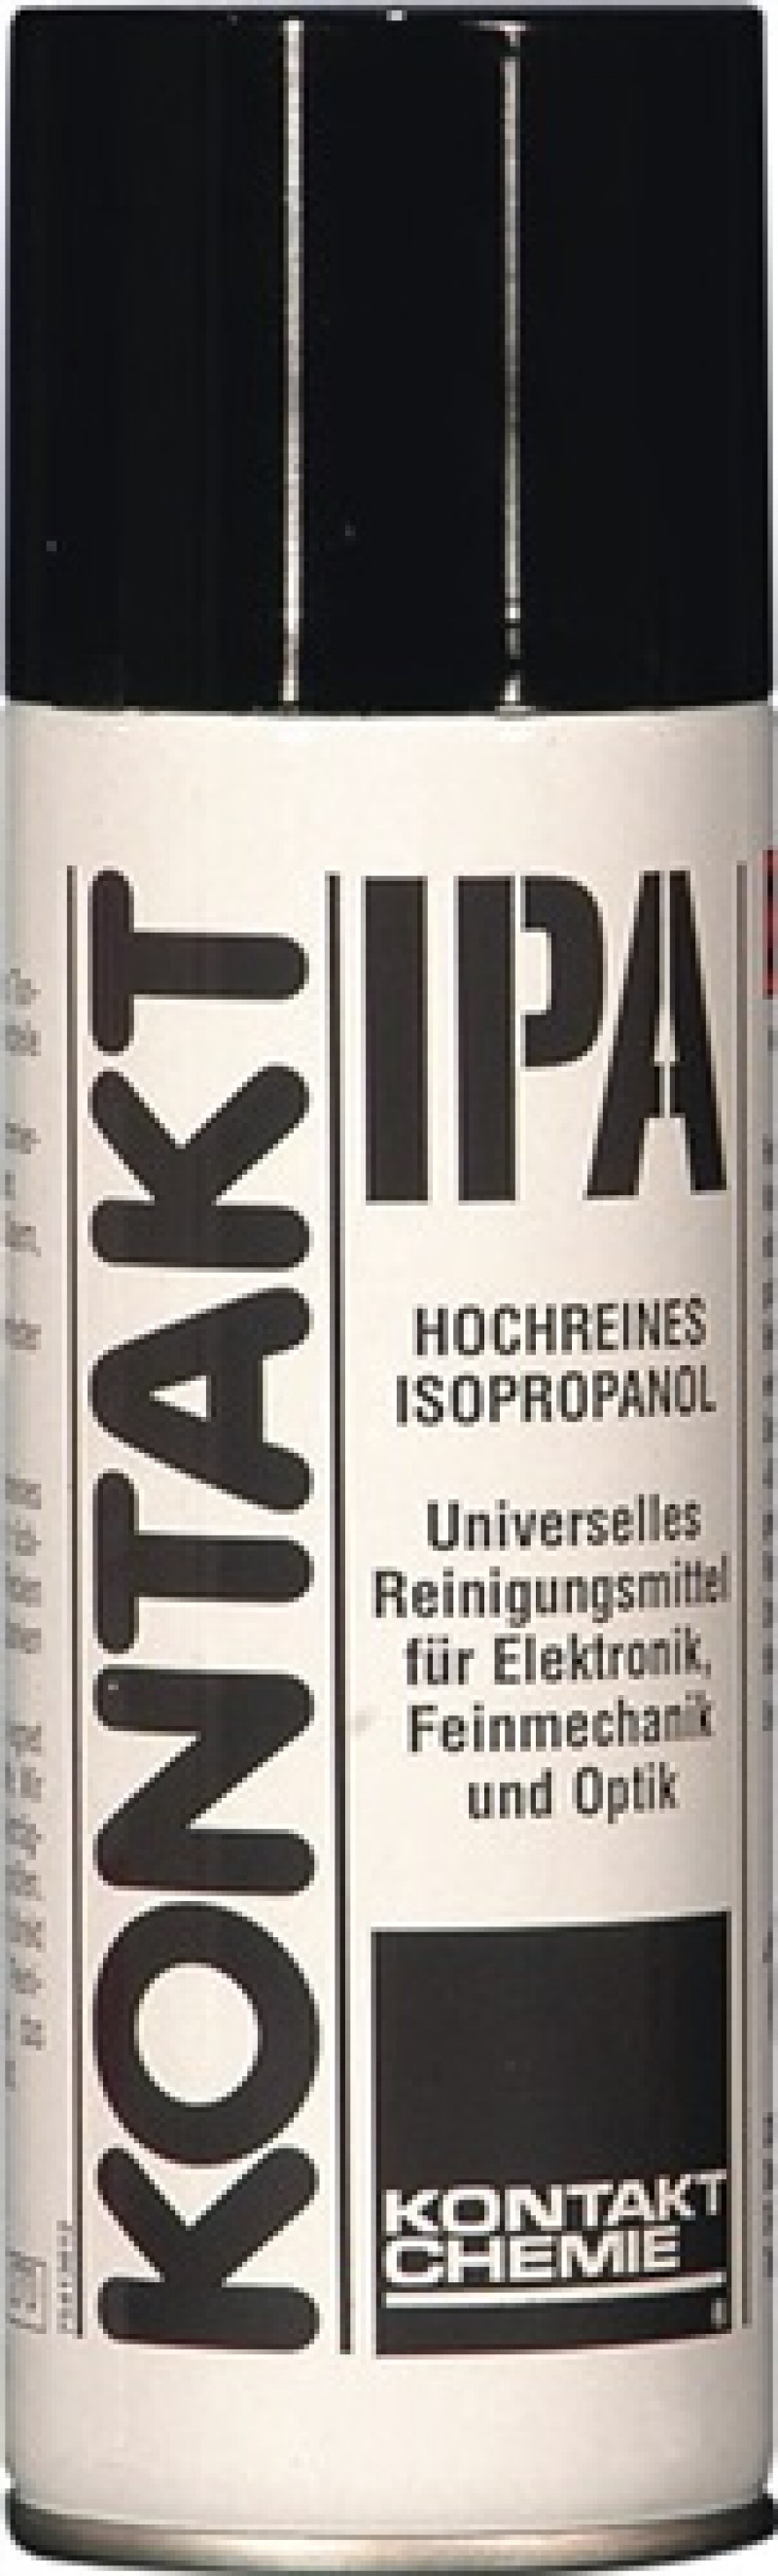 KONTAKT
IPA
HOCHREINES
ISOPROPANOL
Universelles
Reinigungsmittel
für Elektronik,
Feinmechanik
und Optik
KONTAKT
CHEMIE